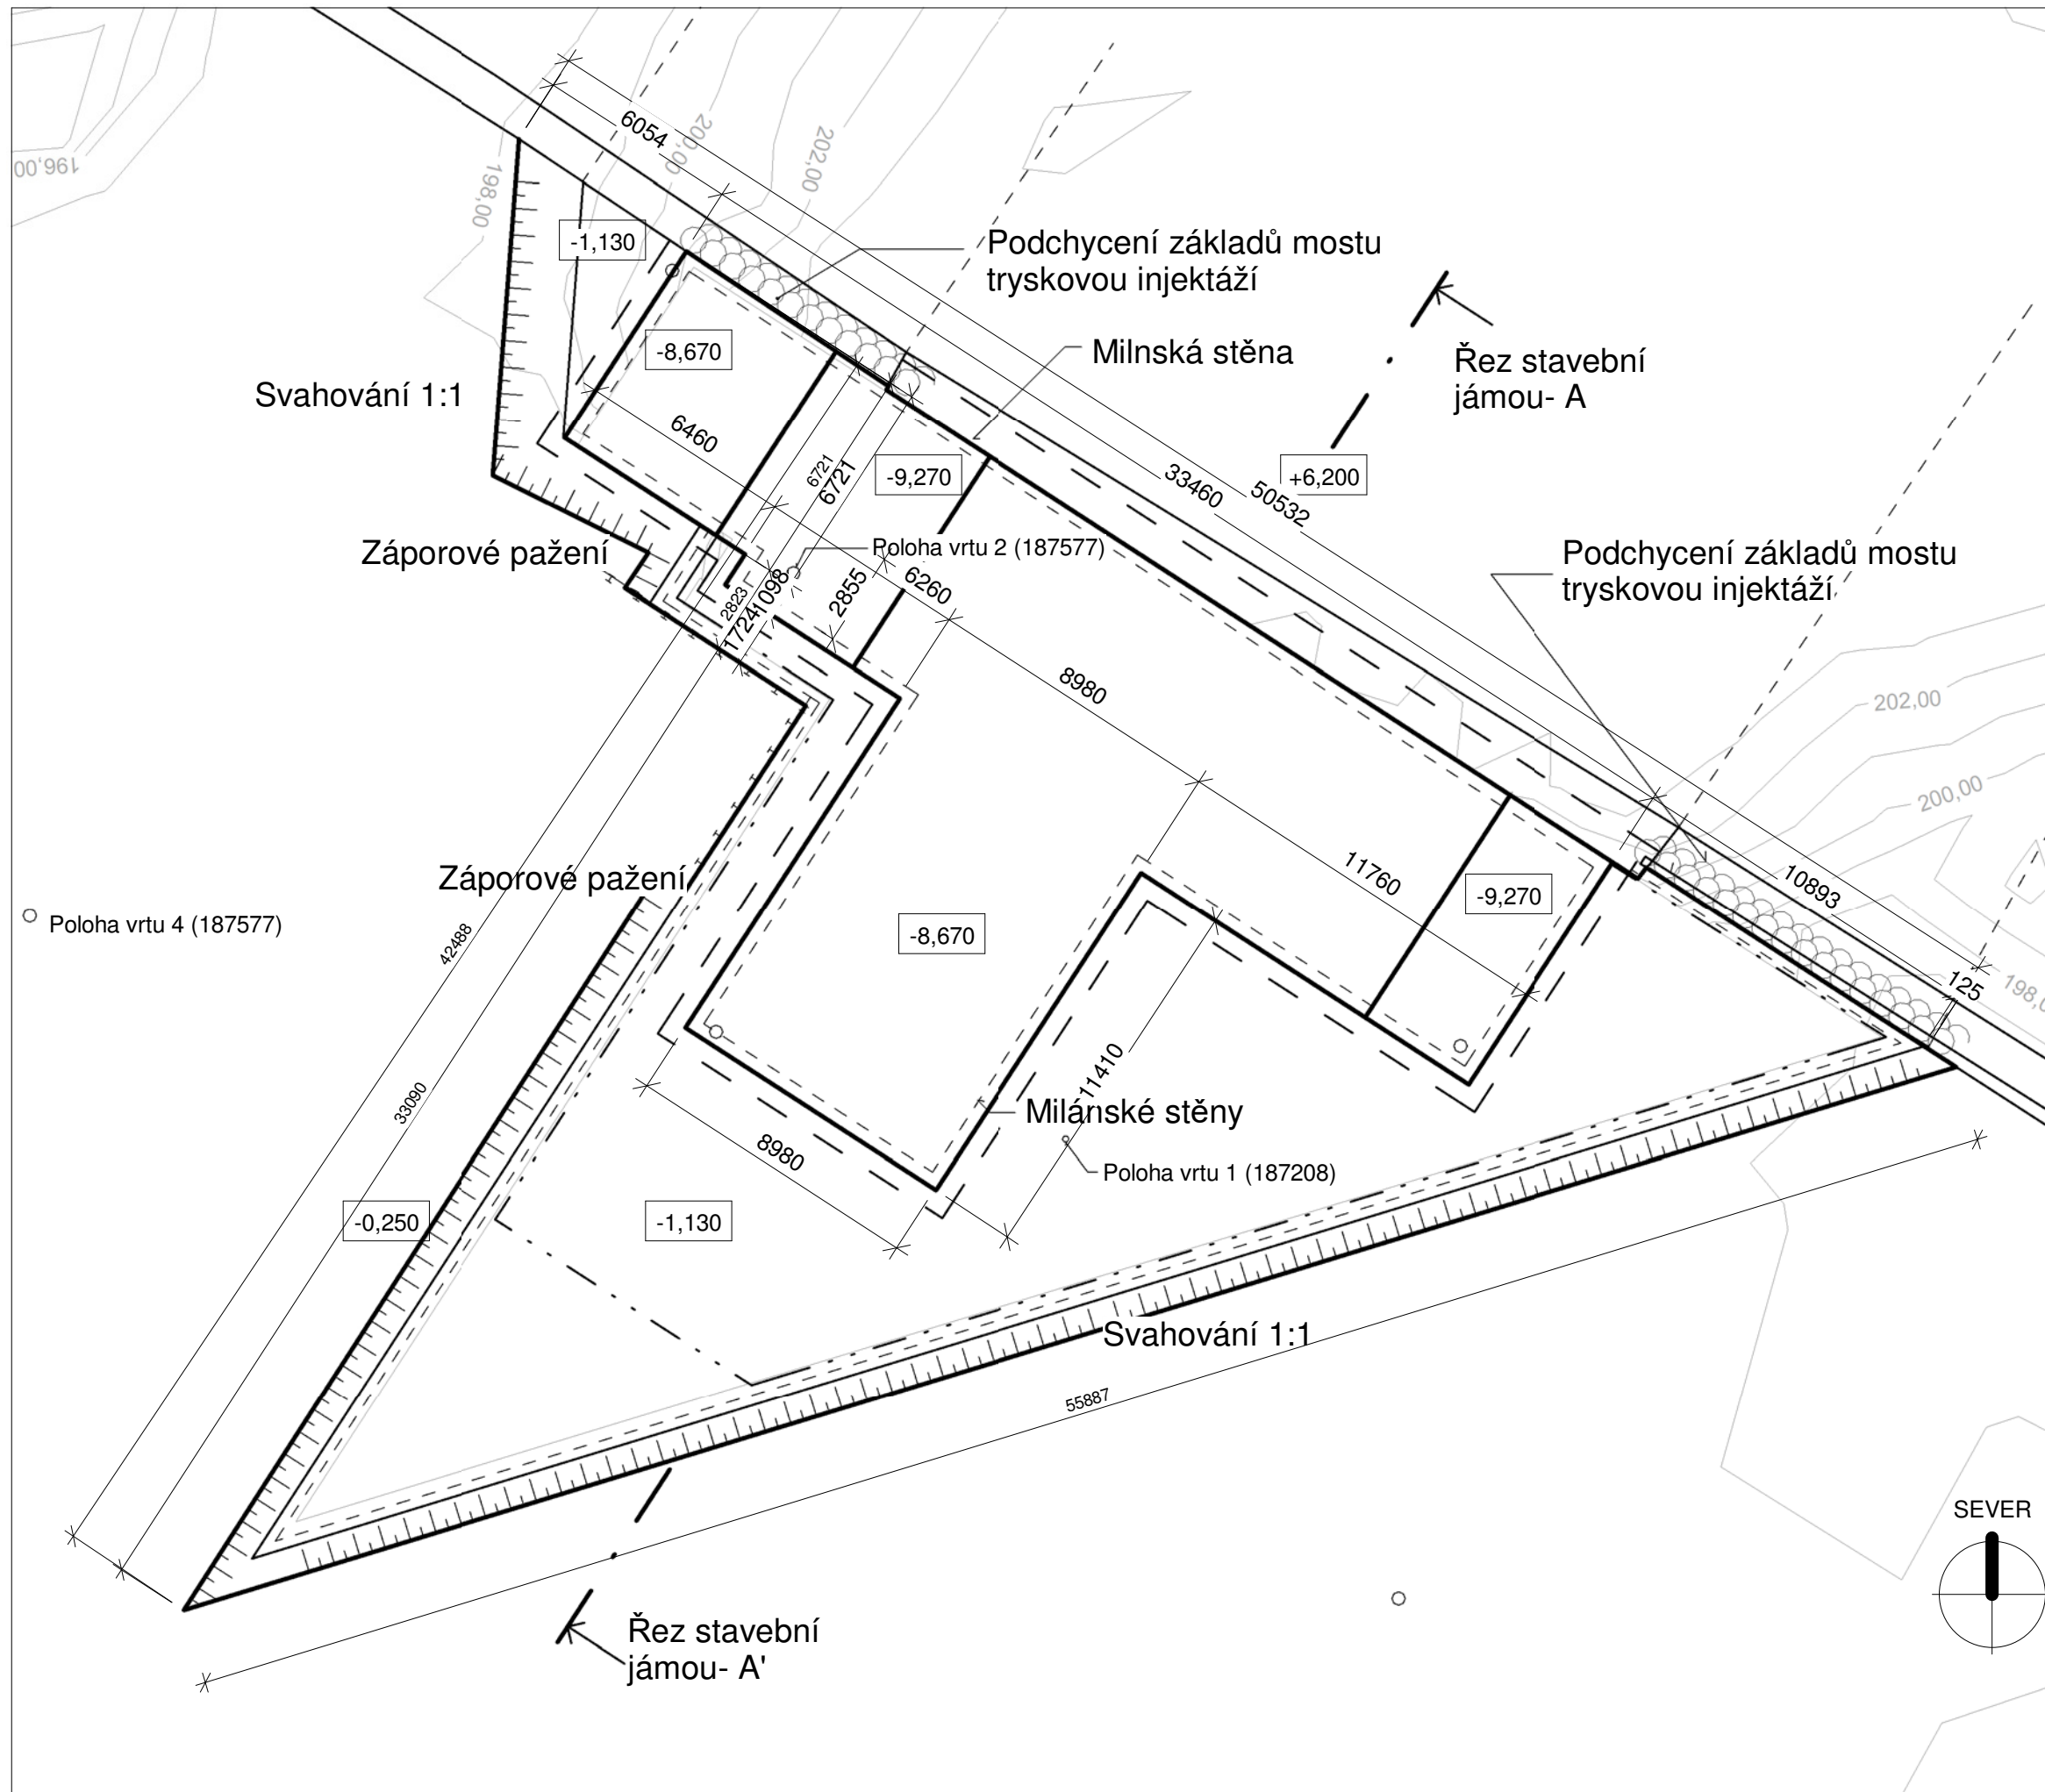 196,00
198,00
200,00
202,00
6054
-1,130
Podchycení základů mostu
tryskovou injektáží
-8,670
Milnská stěna
Řez stavební
jámou- A
Svahování 1:1
6460
6721
6721
-9,270
33460
50532
+6,200
Záporové pažení
Poloha vrtu 2 (187577)
Podchycení základů mostu
tryskovou injektáží
2823
1724
1098
2855
6260
8980
202,00
200,00
Záporové pažení
11760
-9,270
10893
125
Poloha vrtu 4 (187577)
42488
-8,670
33090
11410
Milánské stěny
8980
Poloha vrtu 1 (187208)
-0,250
-1,130
Svahování 1:1
55887
SEVER
Řez stavební
jámou- A'